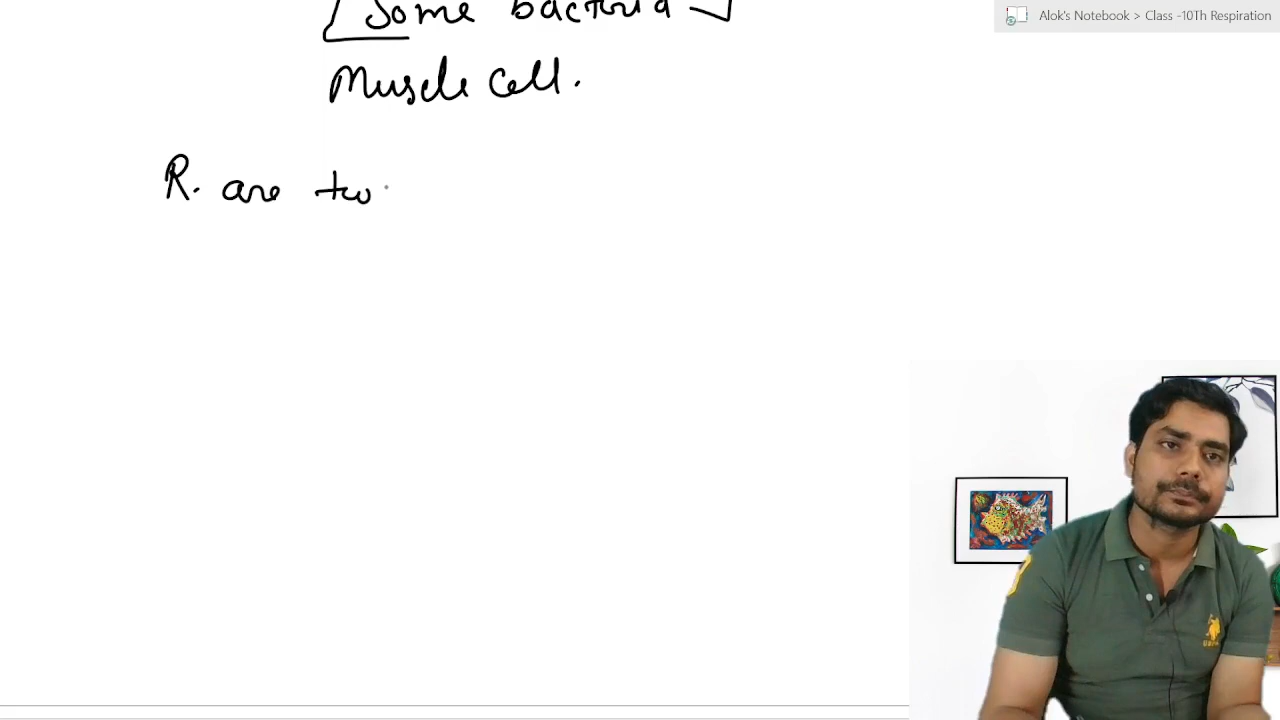 Alok's Notebook > Class -10Th Respiration
Some bacteria
Muscle Cell.
R. are two